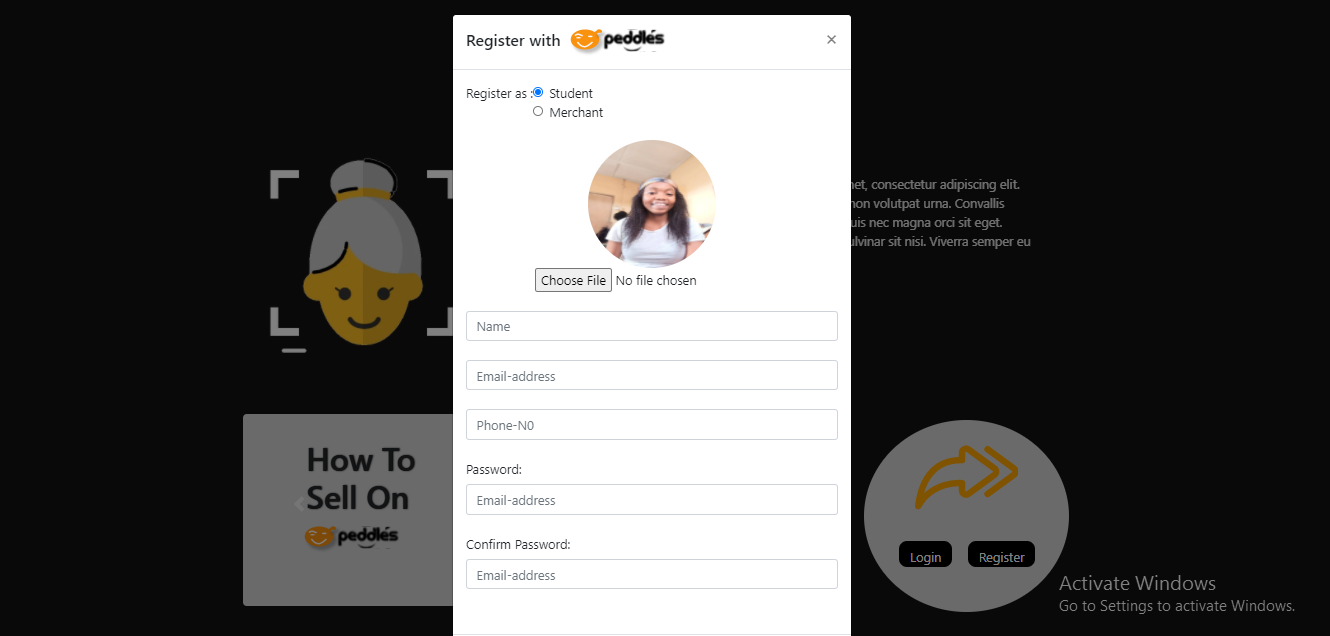 Register with peddlés
×
Register as :
Student
Merchant
Choose File No file chosen
Name
Email-address
Phone-N0
Password:
Email-address
Confirm Password:
Email-address
et, consectetur adipiscing elit.
non volutpat urna. Convallis
uis nec magna orci sit eget.
ulvinar sit nisi. Viverra semper eu
How To
Sell On
peddlés
Login
Register
Activate Windows
Go to Settings to activate Windows.